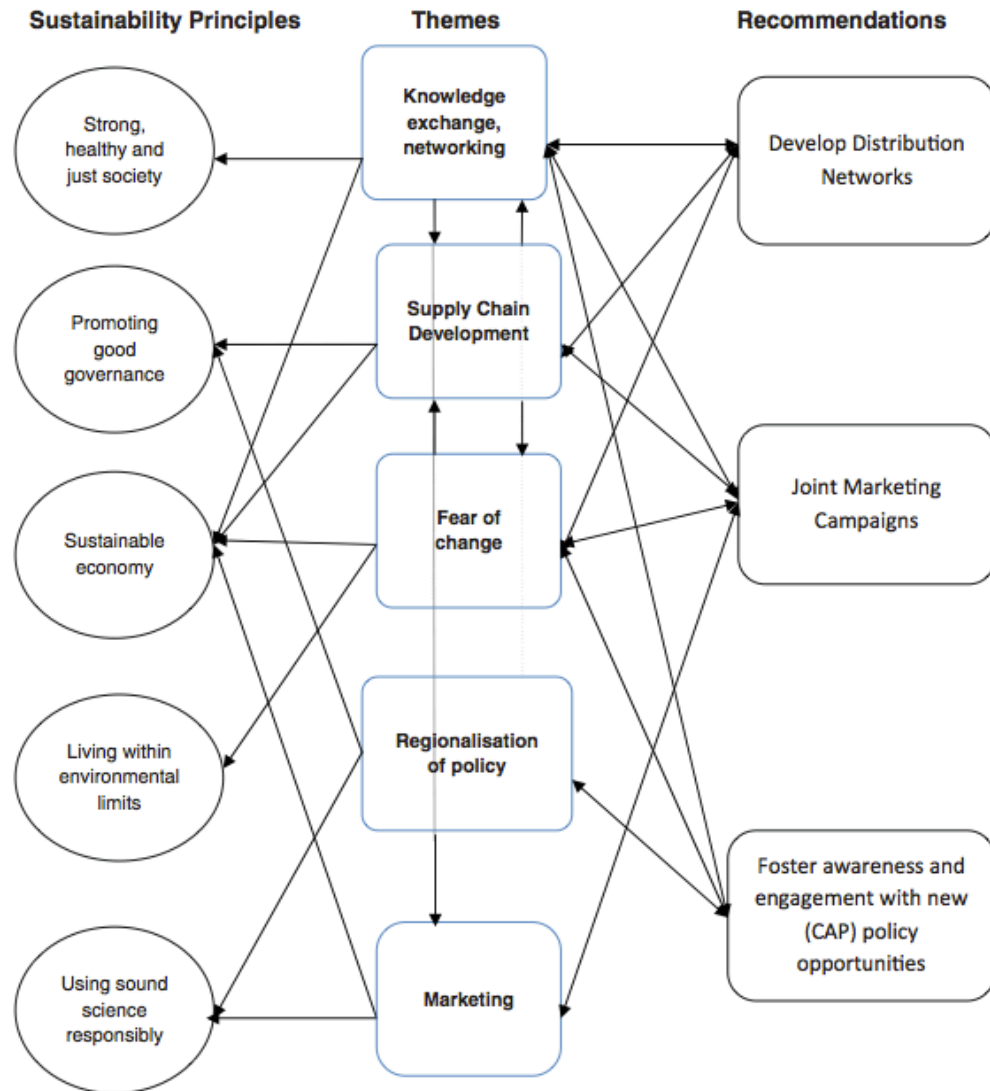 Sustainability Principles
Themes
Recommendations
Strong,
healthy and
just society
Knowledge
exchange,
networking
Develop Distribution
Networks
Promoting
good
governance
Supply Chain
Development
Sustainable
economy
Fear of
change
Joint Marketing
Campaigns
Living within
environmental
limits
Regionalisation
of policy
Using sound
science
responsibly
Marketing
Foster awareness and
engagement with new
(CAP) policy
opportunities